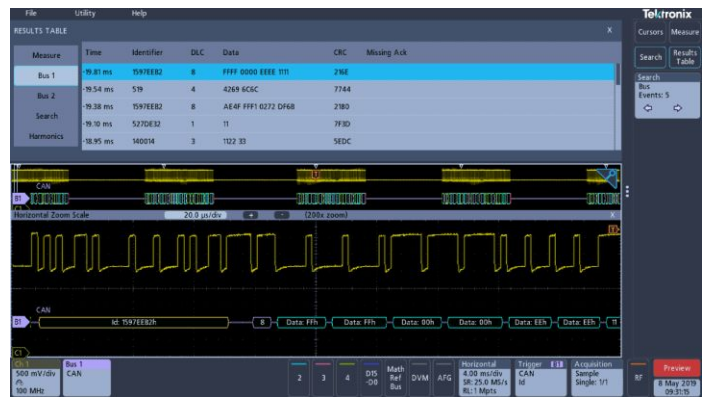 File Utility Help
Tektronix
RESULTS TABLE X
Cursors Measure
Search Results Table
Measure
Bus 1
Bus 2
Search
Harmonics
Time Identifier DLC Data CRC Missing Ack
-19.81 ms 1597EEB2 8 FFFF 0000 EEEE 1111 216E
-19.54 ms 519 4 4269 6C6C 7744
-19.38 ms 1597EEB2 8 AE4F FFF1 0272 DF6B 2180
-19.10 ms 527DE32 1 11 7F3D
-18.95 ms 140014 3 1122 33 5EDC
Search
Bus
Events: 5
T
CAN
B1
C1
Horizontal Zoom Scale 20.0 µs/div + - (200x zoom) X
CAN
B1 Id: 1597EEB2h 8 Data: FFh Data: FFh Data: 00h Data: 00h Data: EEh Data: EEh 11
C1
Ch 1
500 mV/div
100 MHz
Bus 1
CAN
2 3 4
D15
-D0
Math
Ref
Bus
DVM AFG
Horizontal
4.00 ms/div
SR: 25.0 MS/s
RL: 1 Mpts
Trigger B1
CAN
Id
Acquisition
Sample
Single: 1/1
RF
Preview
8 May 2019
09:31:15